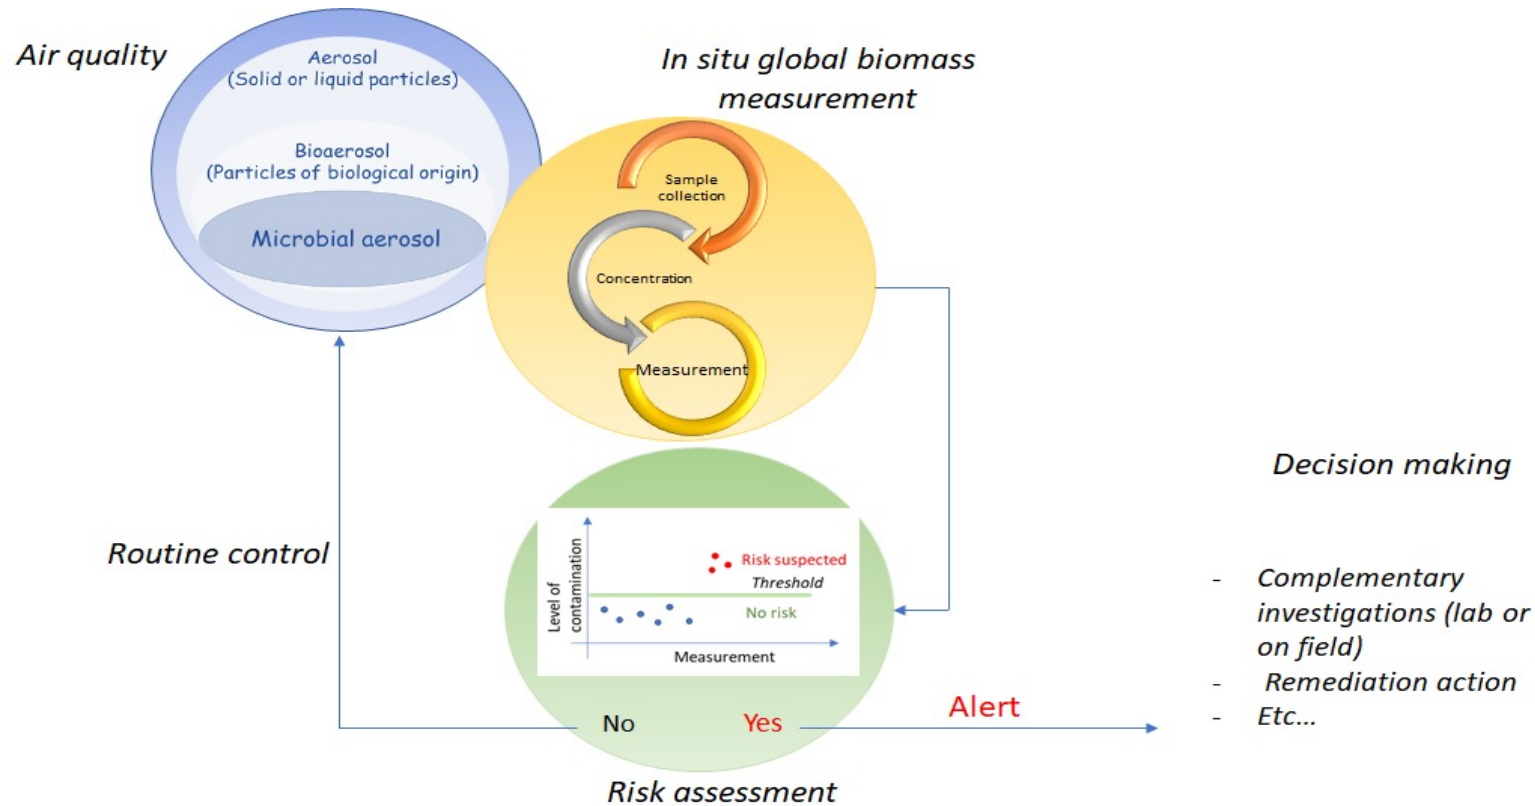 Air quality
Aerosol
(Solid or liquid particles)
Bioaerosol
(Particles of biological origin)
Microbial aerosol
In situ global biomass
measurement
Sample
collection
Concentration
Measurement
Routine control
Level of
contamination
Risk suspected
Threshold
No risk
Measurement
No
Yes
Risk assessment
Alert
Decision making
- Complementary
investigations (lab or
on field)
- Remediation action
- Etc...